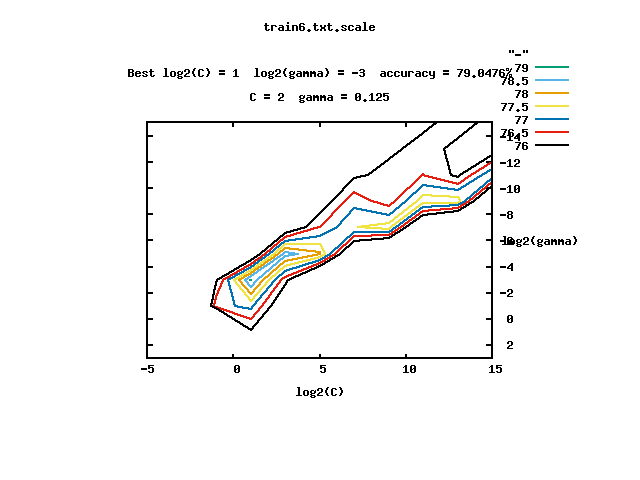 train6.txt.scale
"-"
Best log2(C) = 1  log2(gamma) = -3  accuracy = 79.0476%
79
78.5
78
C = 2  gamma = 0.125
77.5
77
76.5
76
-14
-12
-10
-8
-6
log2(gamma)
-4
-2
0
2
-5 0 5 10 15
log2(C)